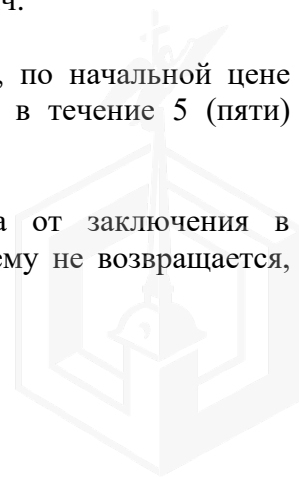 ч.
, по начальной цене
в течение 5 (пяти)
а от заключения в
ему не возвращается,